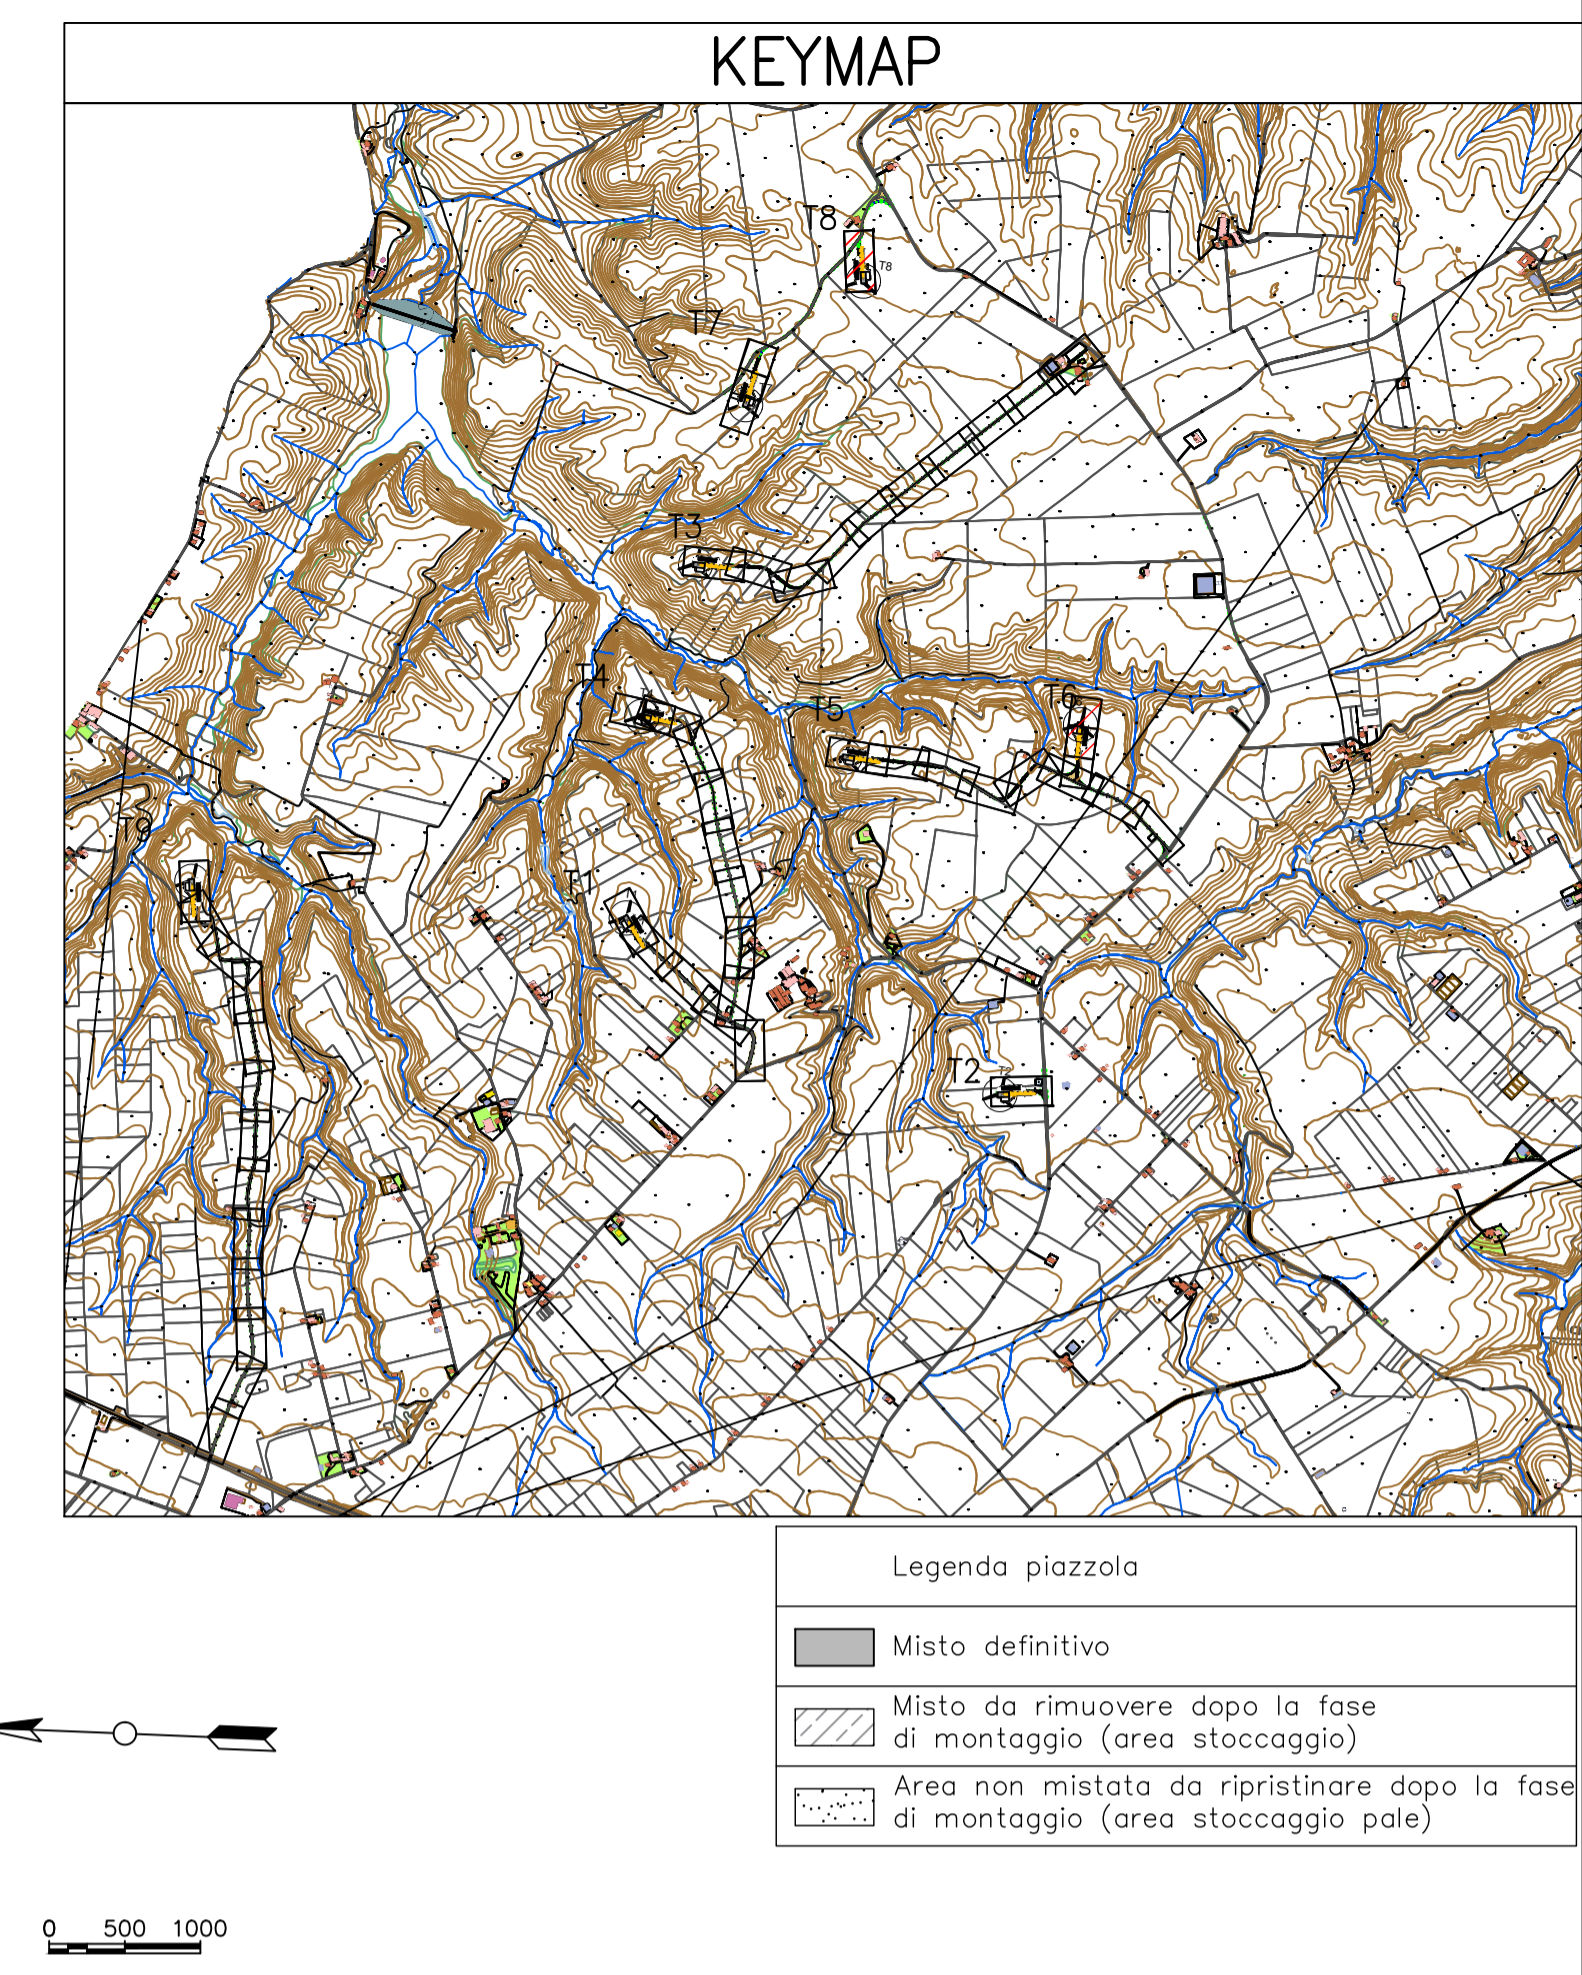 KEYMAP
T8
T8
T7
T3
T4
T5
T6
T9
T1
T2
Legenda piazzola
Misto definitivo
Misto da rimuovere dopo la fase
di montaggio (area stoccaggio)
Area non mistata da ripristinare dopo la fase
di montaggio (area stoccaggio pale)
0 500 1000